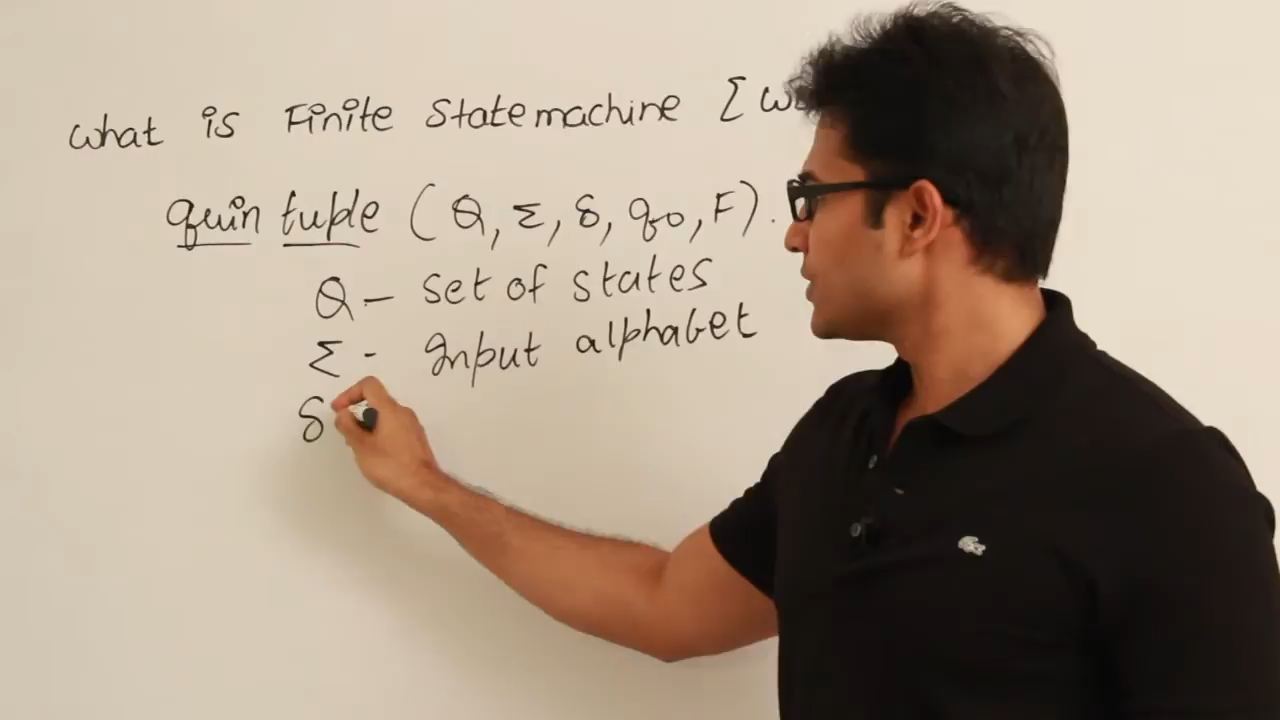 what is Finite State machine [
quin tuple (Q, Σ, δ, q0, F).
Q - set of states
Σ - Input alphabet
δ